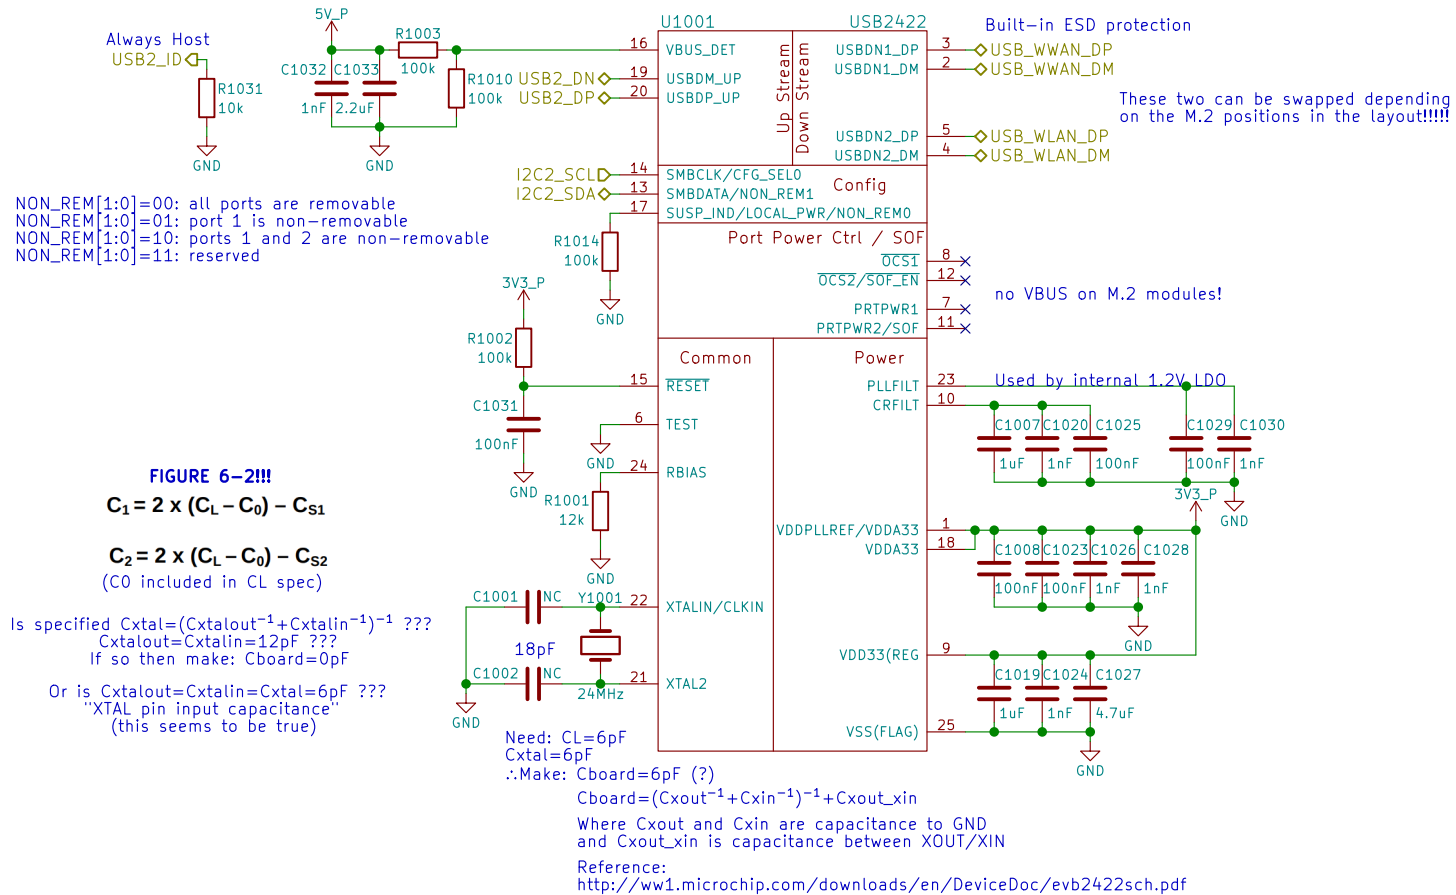 U1001
USB2422
Built-in ESD protection
5V_P
Always Host
USB2_ID
R1031
10k
GND
C1032
1nF
C1033
2.2uF
GND
R1003
100k
R1010
100k
USB2_DN
USB2_DP
16
VBUS_DET
19
USBDM_UP
20
USBDP_UP
Up Stream
Down Stream
USBDN1_DP
3
USB_WWAN_DP
USBDN1_DM
2
USB_WWAN_DM
These two can be swapped depending
on the M.2 positions in the layout!!!!!
USBDN2_DP
5
USB_WLAN_DP
USBDN2_DM
4
USB_WLAN_DM
I2C2_SCL
14
SMBCLK/CFG_SEL0
I2C2_SDA
13
SMBDATA/NON_REM1
17
SUSP_IND/LOCAL_PWR/NON_REM0
Config
NON_REM[1:0]=00: all ports are removable
NON_REM[1:0]=01: port 1 is non-removable
NON_REM[1:0]=10: ports 1 and 2 are non-removable
NON_REM[1:0]=11: reserved
R1014
100k
GND
Port Power Ctrl / SOF
OCS1
8
OCS2/SOF_EN
12
PRTPWR1
7
PRTPWR2/SOF
11
no VBUS on M.2 modules!
3V3_P
R1002
100k
C1031
100nF
GND
Common
Power
15
RESET
6
TEST
GND
24
RBIAS
R1001
12k
GND
PLLFILT
23
Used by internal 1.2V LDO
CRFILT
10
C1007
1uF
C1020
1nF
C1025
100nF
C1029
100nF
C1030
1nF
GND
3V3_P
FIGURE 6-2!!!
C1 = 2 x (CL – C0) – CS1
C2 = 2 x (CL – C0) – CS2
(C0 included in CL spec)
Is specified Cxtal=(Cxtalout⁻¹+Cxtalin⁻¹)⁻¹ ???
Cxtalout=Cxtalin=12pF ???
If so then make: Cboard=0pF
Or is Cxtalout=Cxtalin=Cxtal=6pF ???
"XTAL pin input capacitance"
(this seems to be true)
VDDPLLREF/VDDA33
1
VDDA33
18
C1008
100nF
C1023
100nF
C1026
1nF
C1028
1nF
GND
C1001
NC
Y1001
22
XTALIN/CLKIN
18pF
C1002
NC
24MHz
21
XTAL2
GND
VDD33(REG
9
C1019
1uF
C1024
1nF
C1027
4.7uF
VSS(FLAG)
25
GND
Need: CL=6pF
Cxtal=6pF
∴Make: Cboard=6pF (?)
Cboard=(Cxout⁻¹+Cxin⁻¹)⁻¹+Cxout_xin
Where Cxout and Cxin are capacitance to GND
and Cxout_xin is capacitance between XOUT/XIN
Reference:
http://ww1.microchip.com/downloads/en/DeviceDoc/evb2422sch.pdf